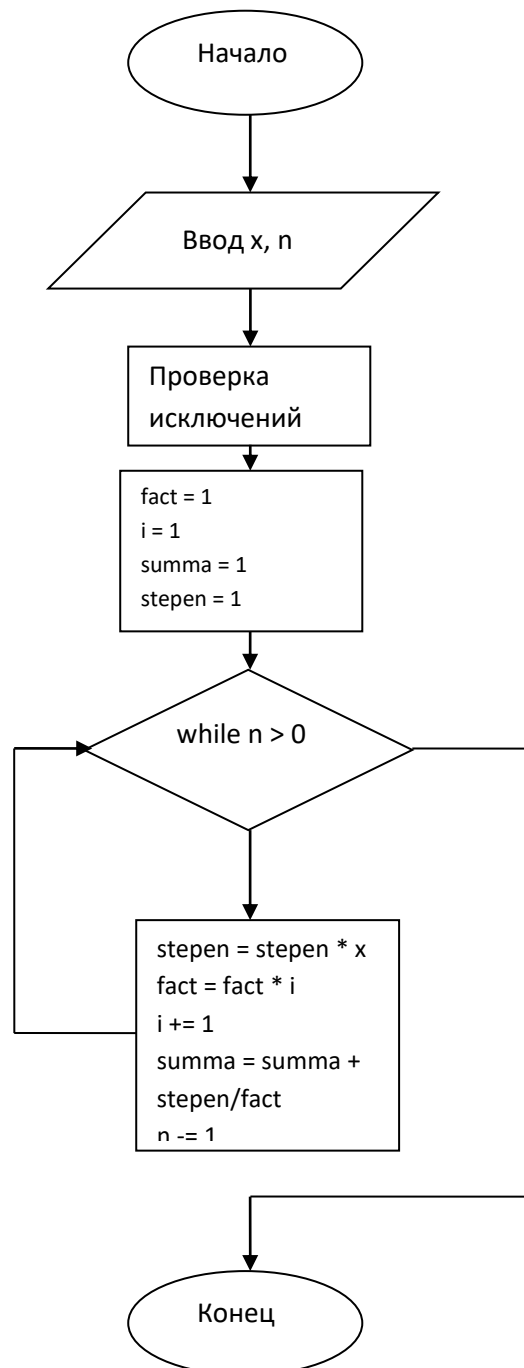 Начало
Ввод x, n
Проверка
исключений
fact = 1
i = 1
summa = 1
stepen = 1
while n > 0
stepen = stepen * x
fact = fact * i
i += 1
summa = summa +
stepen/fact
n -= 1
Конец